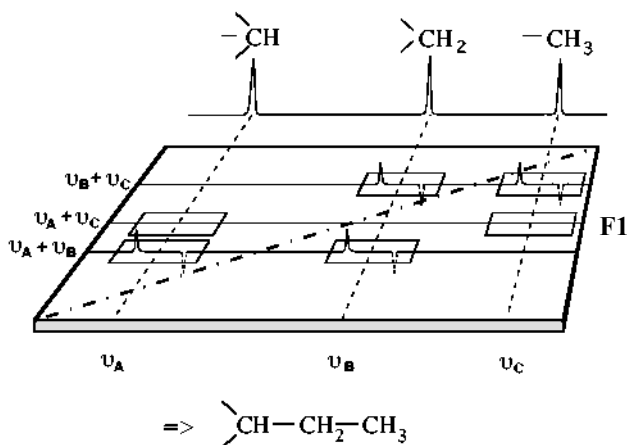 CH CH2 CH3
υB + υC
υA + υC
υA + υB
F1
υA υB υC
=> CH—CH2—CH3